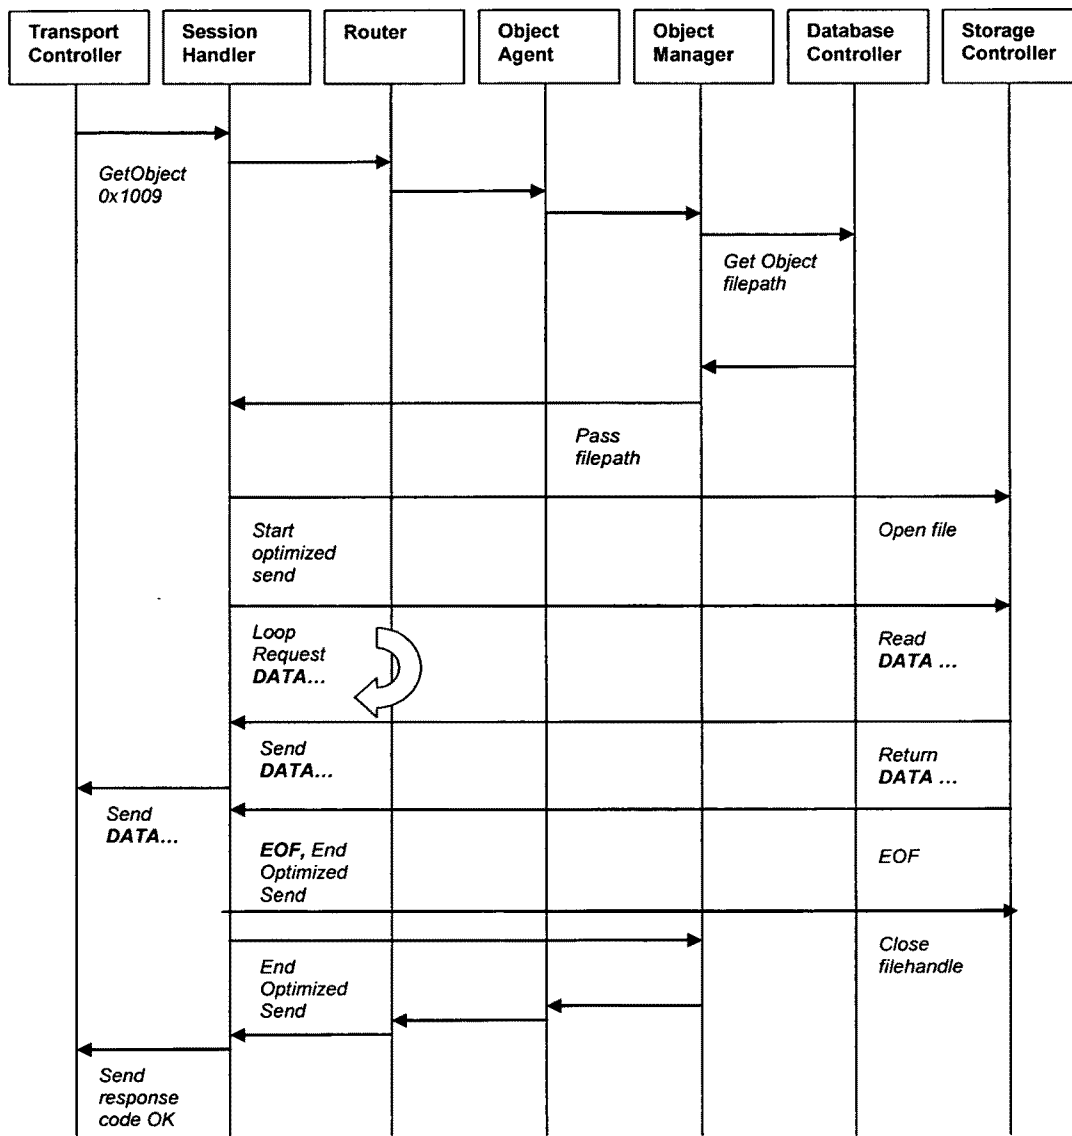 Transport
Controller
Session
Handler
Router
Object
Agent
Object
Manager
Database
Controller
Storage
Controller
GetObject
0x1009
Get Object
filepath
Pass
filepath
Start
optimized
send
Open file
Loop
Request
DATA...
Read
DATA ...
Send
DATA...
Return
DATA ...
Send
DATA...
EOF, End
Optimized
Send
EOF
Close
filehandle
End
Optimized
Send
Send
response
code OK